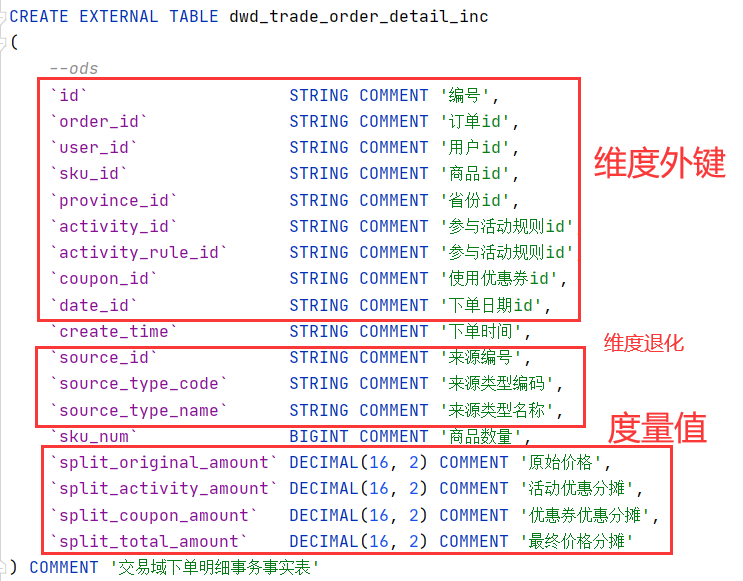 CREATE EXTERNAL TABLE dwd_trade_order_detail_inc
(
--ods
`id` STRING COMMENT '编号',
`order_id` STRING COMMENT '订单id',
`user_id` STRING COMMENT '用户id',
`sku_id` STRING COMMENT '商品id',
维度外键
`province_id` STRING COMMENT '省份id',
`activity_id` STRING COMMENT '参与活动规则id'
`activity_rule_id` STRING COMMENT '参与活动规则id'
`coupon_id` STRING COMMENT '使用优惠券id',
`date_id` STRING COMMENT '下单日期id',
`create_time` STRING COMMENT '下单时间',
维度退化
`source_id` STRING COMMENT '来源编号',
`source_type_code` STRING COMMENT '来源类型编码',
`source_type_name` STRING COMMENT '来源类型名称',
度量值
`sku_num` BIGINT COMMENT '商品数量',
`split_original_amount` DECIMAL(16, 2) COMMENT '原始价格',
`split_activity_amount` DECIMAL(16, 2) COMMENT '活动优惠分摊',
`split_coupon_amount` DECIMAL(16, 2) COMMENT '优惠券优惠分摊',
`split_total_amount` DECIMAL(16, 2) COMMENT '最终价格分摊'
) COMMENT '交易域下单明细事务事实表'